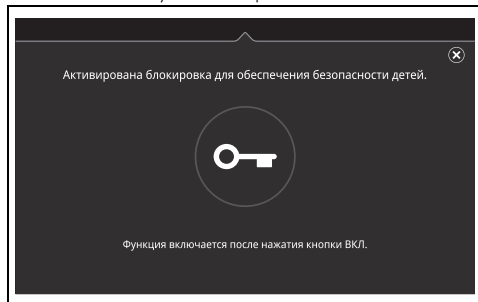 Активирована блокировка для обеспечения безопасности детей.
Функция включается после нажатия кнопки ВКЛ.